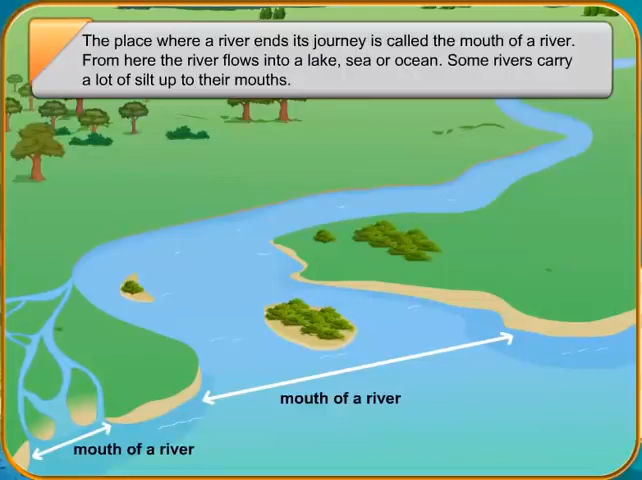 The place where a river ends its journey is called the mouth of a river.
From here the river flows into a lake, sea or ocean. Some rivers carry
a lot of silt up to their mouths.
mouth of a river
mouth of a river